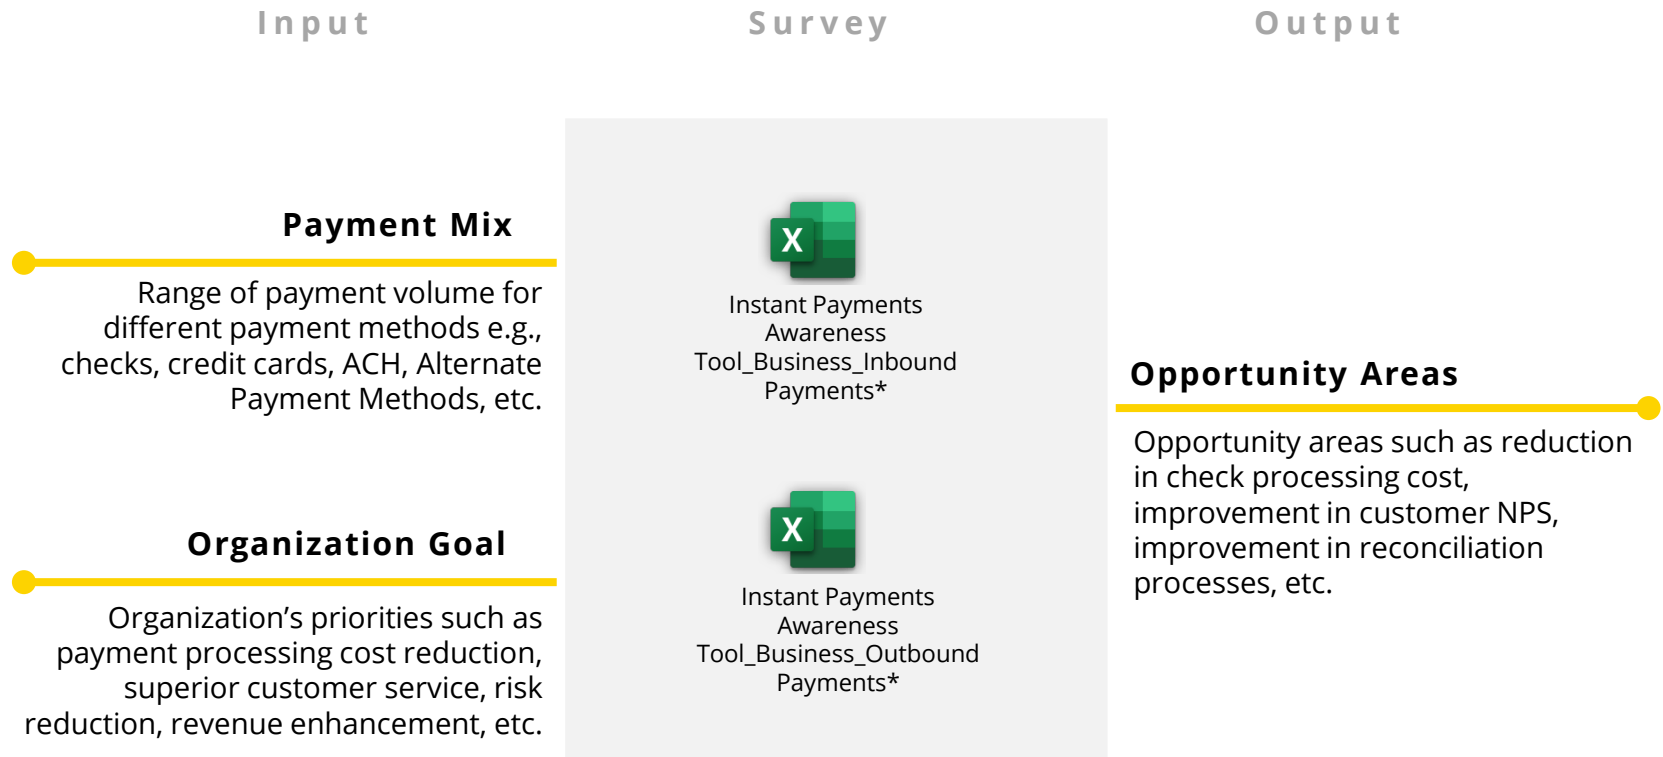 Input
Survey
Output
Payment Mix
Range of payment volume for
different payment methods e.g.,
checks, credit cards, ACH, Alternate
Payment Methods, etc.
Organization Goal
Organization’s priorities such as
payment processing cost reduction,
superior customer service, risk
reduction, revenue enhancement, etc.
X
Instant Payments
Awareness
Tool_Business_Inbound
Payments*
X
Instant Payments
Awareness
Tool_Business_Outbound
Payments*
Opportunity Areas
Opportunity areas such as reduction
in check processing cost,
improvement in customer NPS,
improvement in reconciliation
processes, etc.